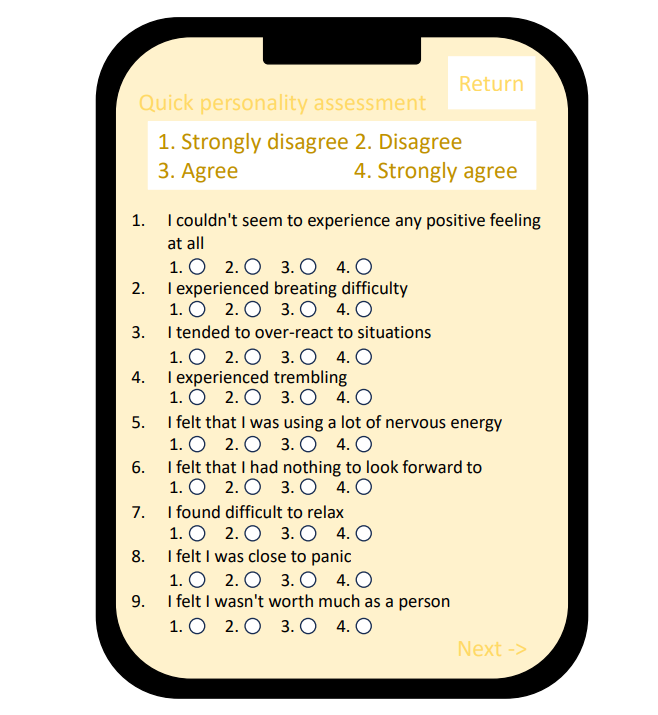 Return
Quick personality assessment
1. Strongly disagree 2. Disagree
3. Agree 4. Strongly agree
1. I couldn't seem to experience any positive feeling
at all
1. 2. 3. 4.
2. I experienced breating difficulty
1. 2. 3. 4.
3. I tended to over-react to situations
1. 2. 3. 4.
4. I experienced trembling
1. 2. 3. 4.
5. I felt that I was using a lot of nervous energy
1. 2. 3. 4.
6. I felt that I had nothing to look forward to
1. 2. 3. 4.
7. I found difficult to relax
1. 2. 3. 4.
8. I felt I was close to panic
1. 2. 3. 4.
9. I felt I wasn't worth much as a person
1. 2. 3. 4.
Next ->